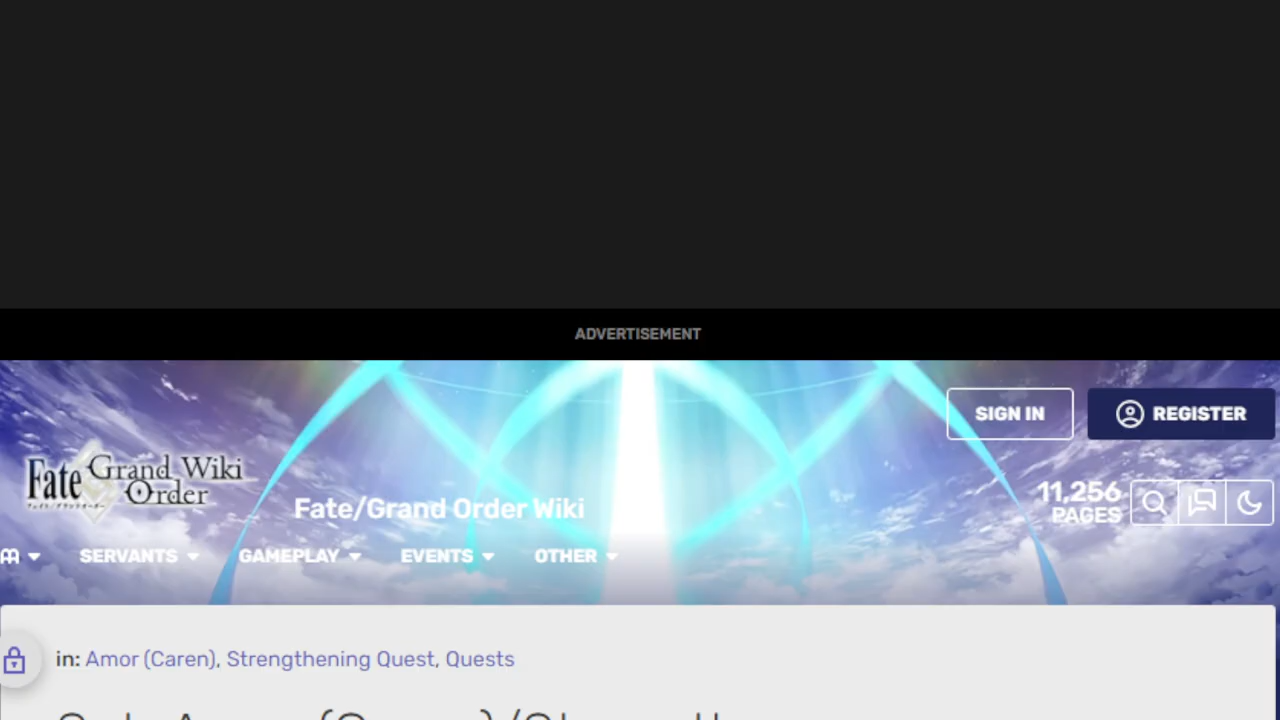 ADVERTISEMENT
SIGN IN
REGISTER
Fate Grand Wiki
Order
Fate/Grand Order Wiki
11,256
PAGES
SERVANTS
GAMEPLAY
EVENTS
OTHER
in: Amor (Caren), Strengthening Quest, Quests